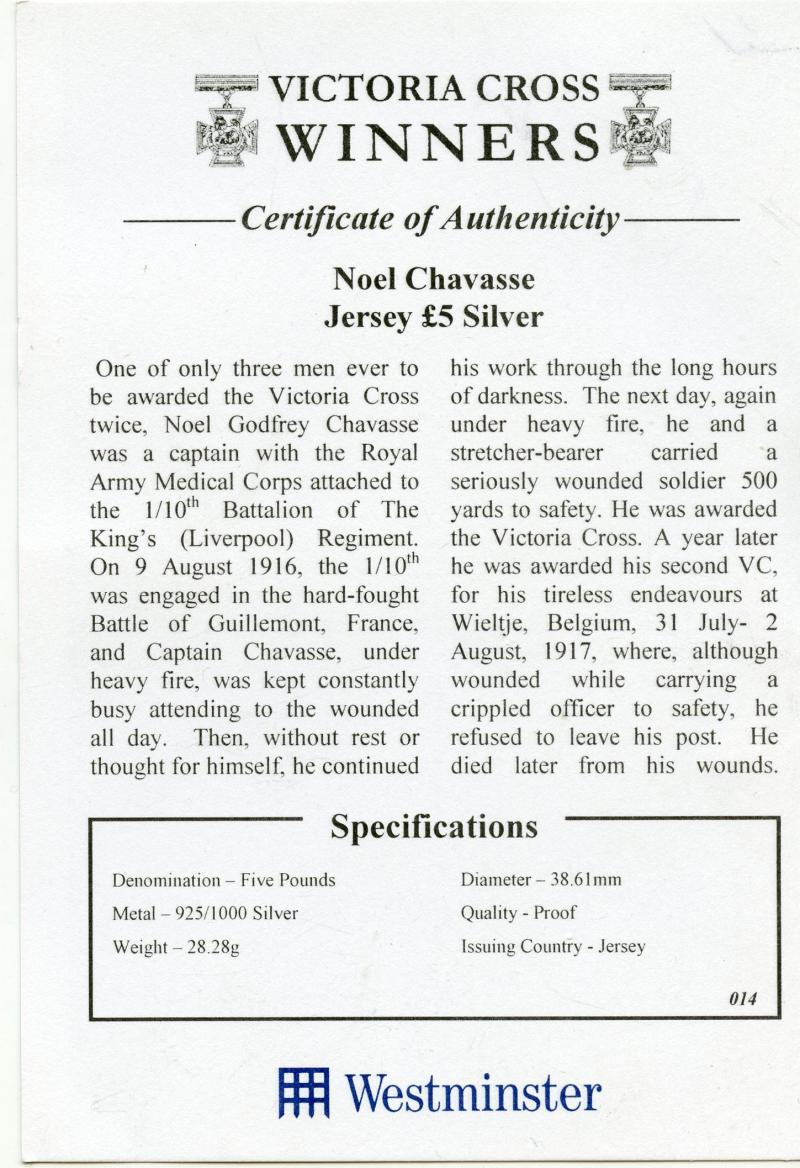 VICTORIA CROSS
WINNERS
Certificate of Authenticity
Noel Chavasse
Jersey £5 Silver
One of only three men ever to
be awarded the Victoria Cross
twice, Noel Godfrey Chavasse
was a captain with the Royal
Army Medical Corps attached to
the 1/10th Battalion of The
King's (Liverpool) Regiment.
On 9 August 1916, the 1/10th
was engaged in the hard-fought
Battle of Guillemont, France,
and Captain Chavasse, under
heavy fire, was kept constantly
busy attending to the wounded
all day. Then, without rest or
thought for himself, he continued
his work through the long hours
of darkness. The next day, again
under heavy fire, he and a
stretcher-bearer carried a
seriously wounded soldier 500
yards to safety. He was awarded
the Victoria Cross. A year later
he was awarded his second VC,
for his tireless endeavours at
Wieltje, Belgium, 31 July- 2
August, 1917, where, although
wounded while carrying a
crippled officer to safety, he
refused to leave his post. He
died later from his wounds.
Specifications
Denomination – Five Pounds
Metal – 925/1000 Silver
Weight – 28.28g
Diameter – 38.61mm
Quality - Proof
Issuing Country - Jersey
014
Westminster